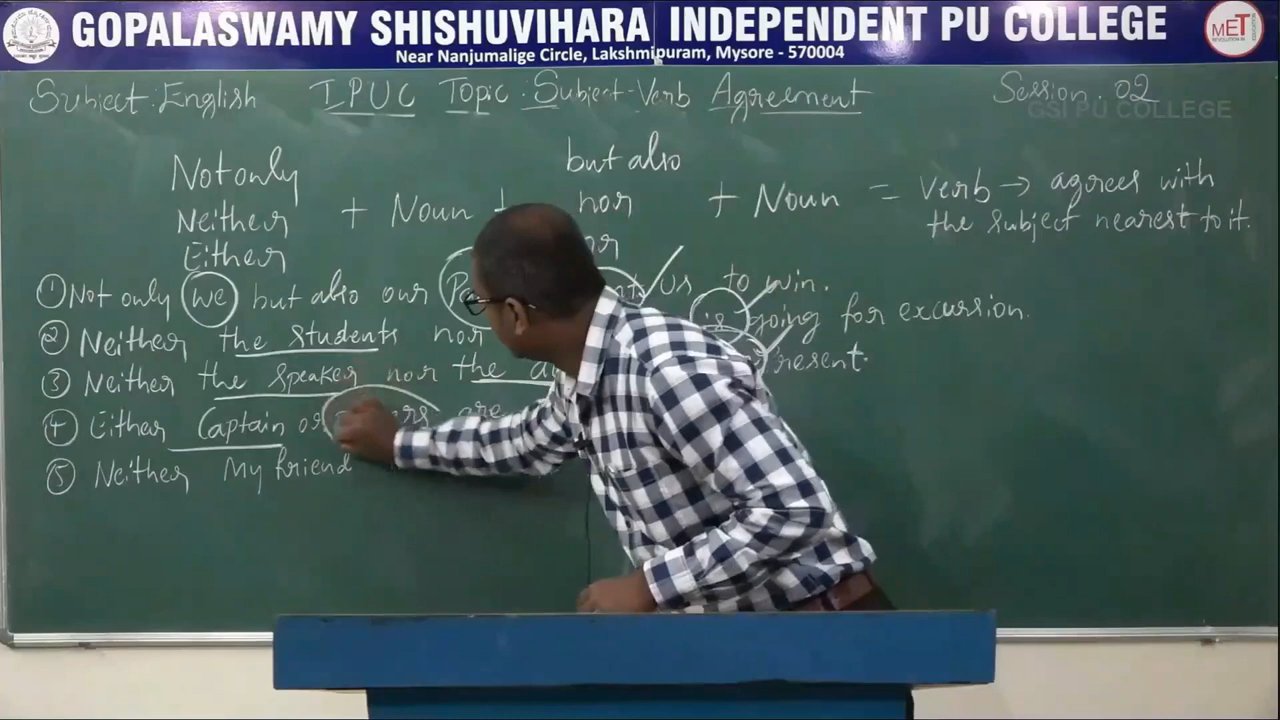 GOPALASWAMY SHISHUVIHARA INDEPENDENT PU COLLEGE
Near Nanjumalige Circle, Lakshmipuram, Mysore - 570004
MET
Subject. English I PUC Topic. Subject-Verb Agreement Session. 02
GSI PU COLLEGE
Not only but also
Neither + Noun + nor + Noun = Verb → agrees with
the subject nearest to it.
Either or
① Not only we but also our us to win.
② Neither the students nor is going for excursion.
③ Neither the speaker nor the present.
④ Either Captain or are
⑤ Neither My friend